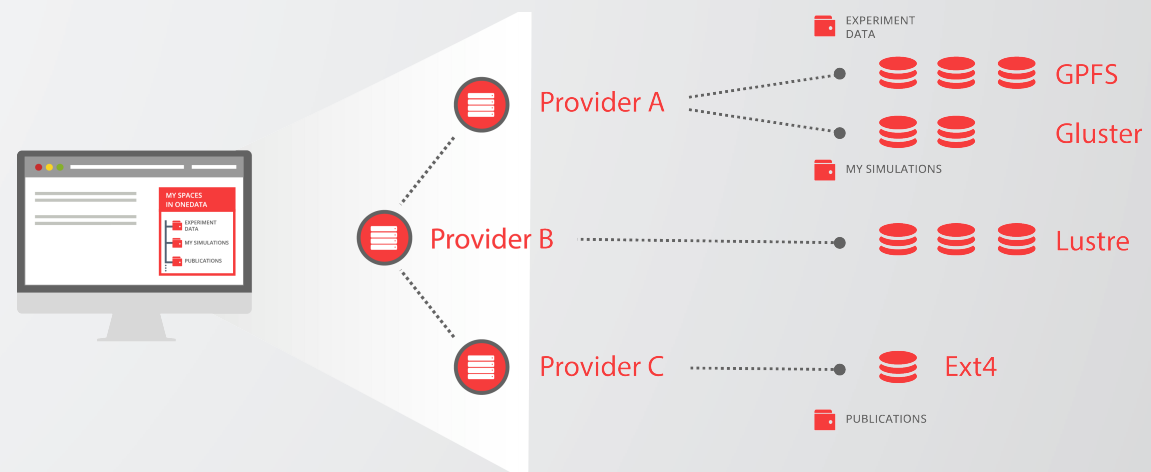 EXPERIMENT
DATA
GPFS
Provider A
Gluster
MY SIMULATIONS
MY SPACES
IN ONEDATA
EXPERIMENT
DATA
MY SIMULATIONS
PUBLICATIONS
Provider B
Lustre
Provider C
Ext4
PUBLICATIONS